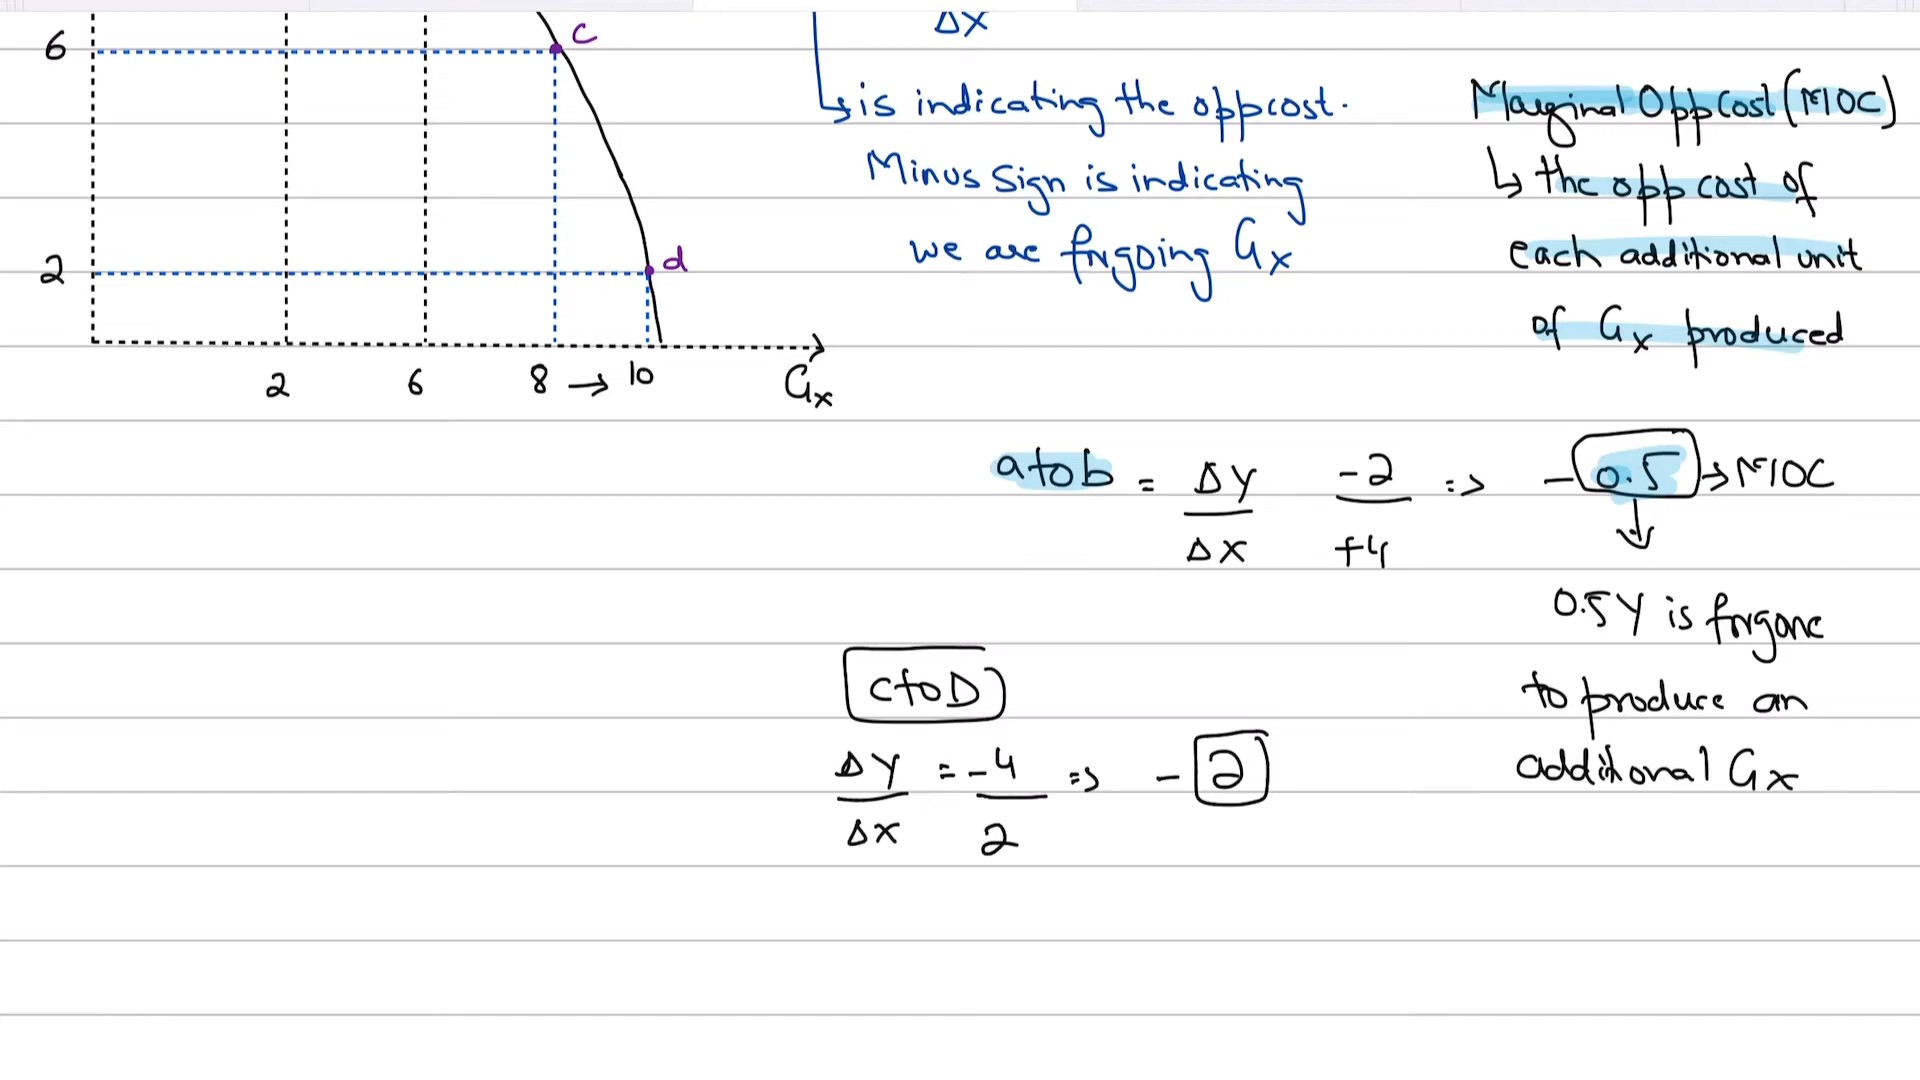 6
c
2
d
2 6 8 → 10 Gx
ΔX
↳ is indicating the opp cost.
Minus Sign is indicating
we are forgoing Gx
Marginal Opp Cost (MOC)
↳ the opp cost of
each additional unit
of Gx produced
a to b = ΔY/ΔX -2/+4 => -0.5 → MOC
↓
0.5Y is forgone
to produce an
additional Gx
C to D
ΔY/ΔX = -4/2 => -2